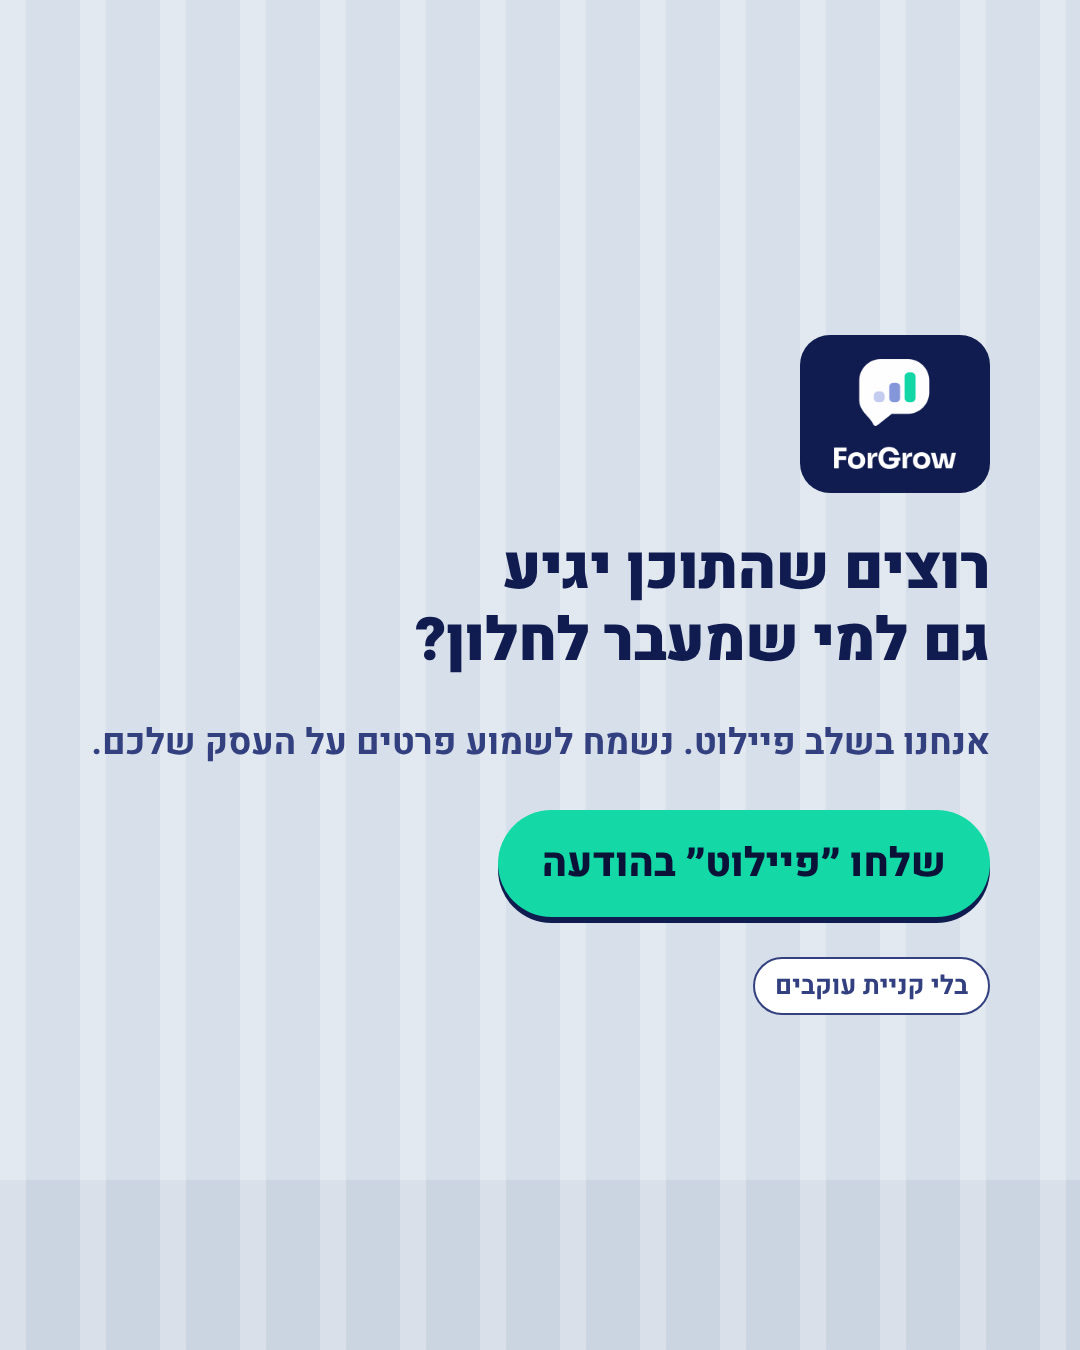 ForGrow
רוצים שהתוכן יגיע
גם למי שמעבר לחלון?
אנחנו בשלב פיילוט. נשמח לשמוע פרטים על העסק שלכם.
שלחו ”פיילוט” בהודעה
בלי קניית עוקבים